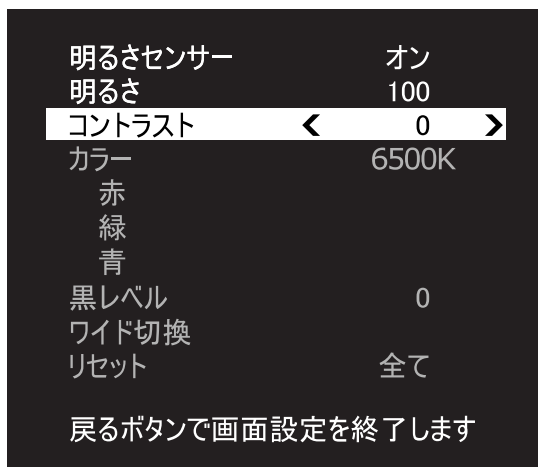 明るさセンサー オン
明るさ 100
コントラスト 0
カラー 6500K
赤
緑
青
黒レベル 0
ワイド切換
リセット 全て
戻るボタンで画面設定を終了します